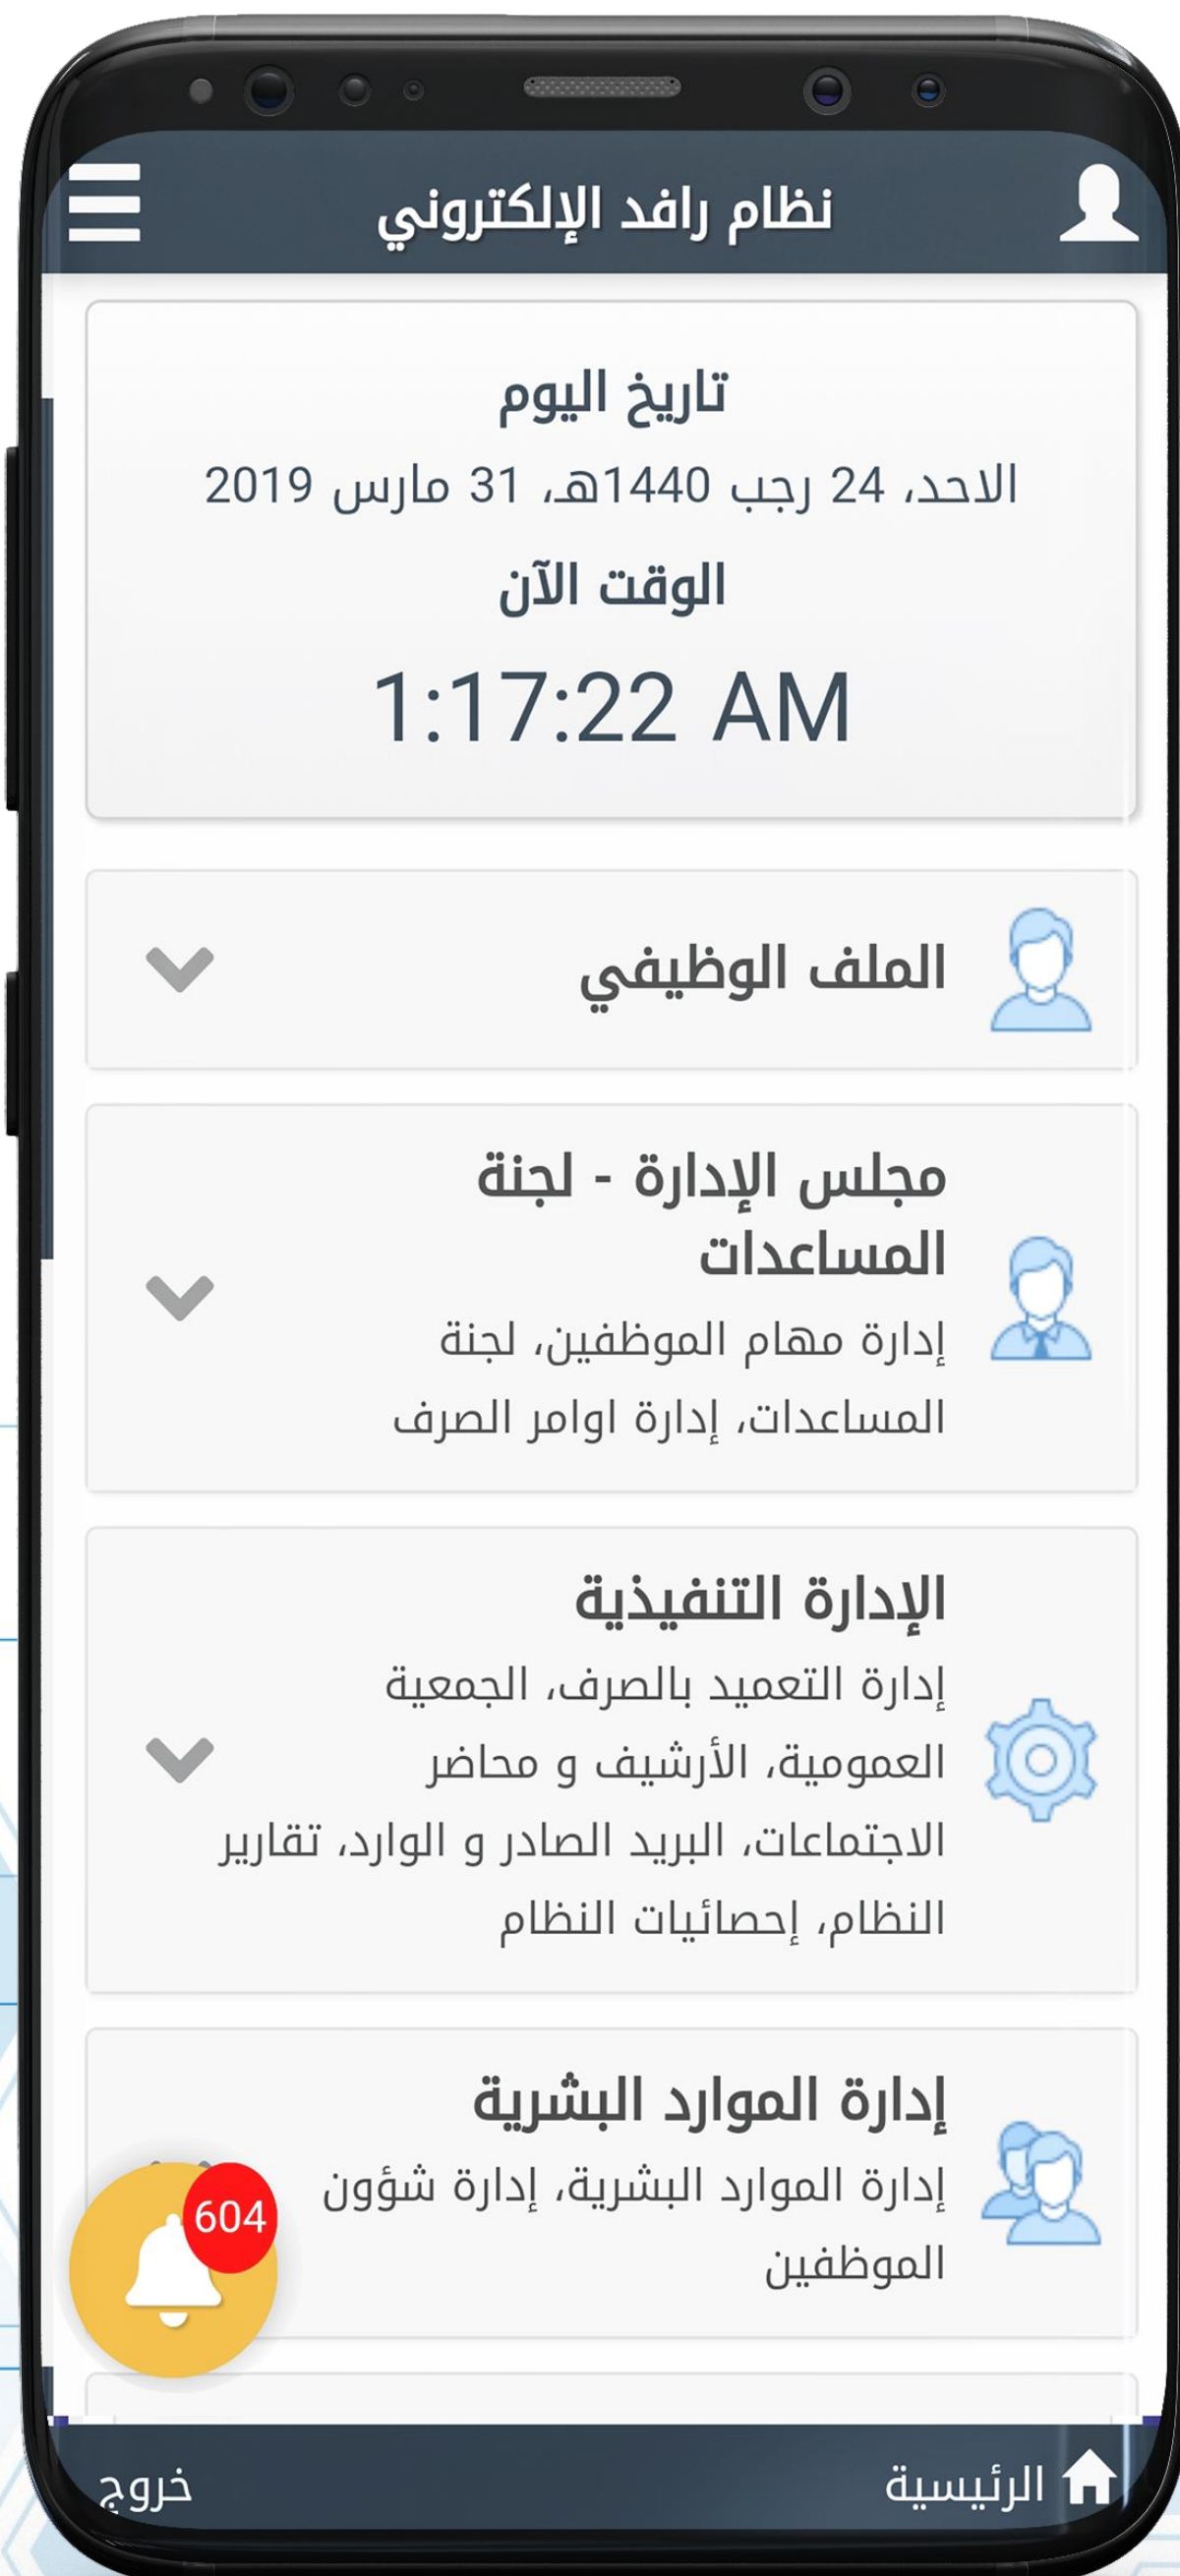 نظام رافد الإلكتروني
تاريخ اليوم
الاحد، 24 رجب 1440هـ، 31 مارس 2019
الوقت الآن
1:17:22 AM
الملف الوظيفي
مجلس الإدارة - لجنة
المساعدات
إدارة مهام الموظفين، لجنة
المساعدات، إدارة اوامر الصرف
الإدارة التنفيذية
إدارة التعميد بالصرف، الجمعية
العمومية، الأرشيف و محاضر
الاجتماعات، البريد الصادر و الوارد، تقارير
النظام، إحصائيات النظام
إدارة الموارد البشرية
إدارة الموارد البشرية، إدارة شؤون
الموظفين
604
الرئيسية
خروج